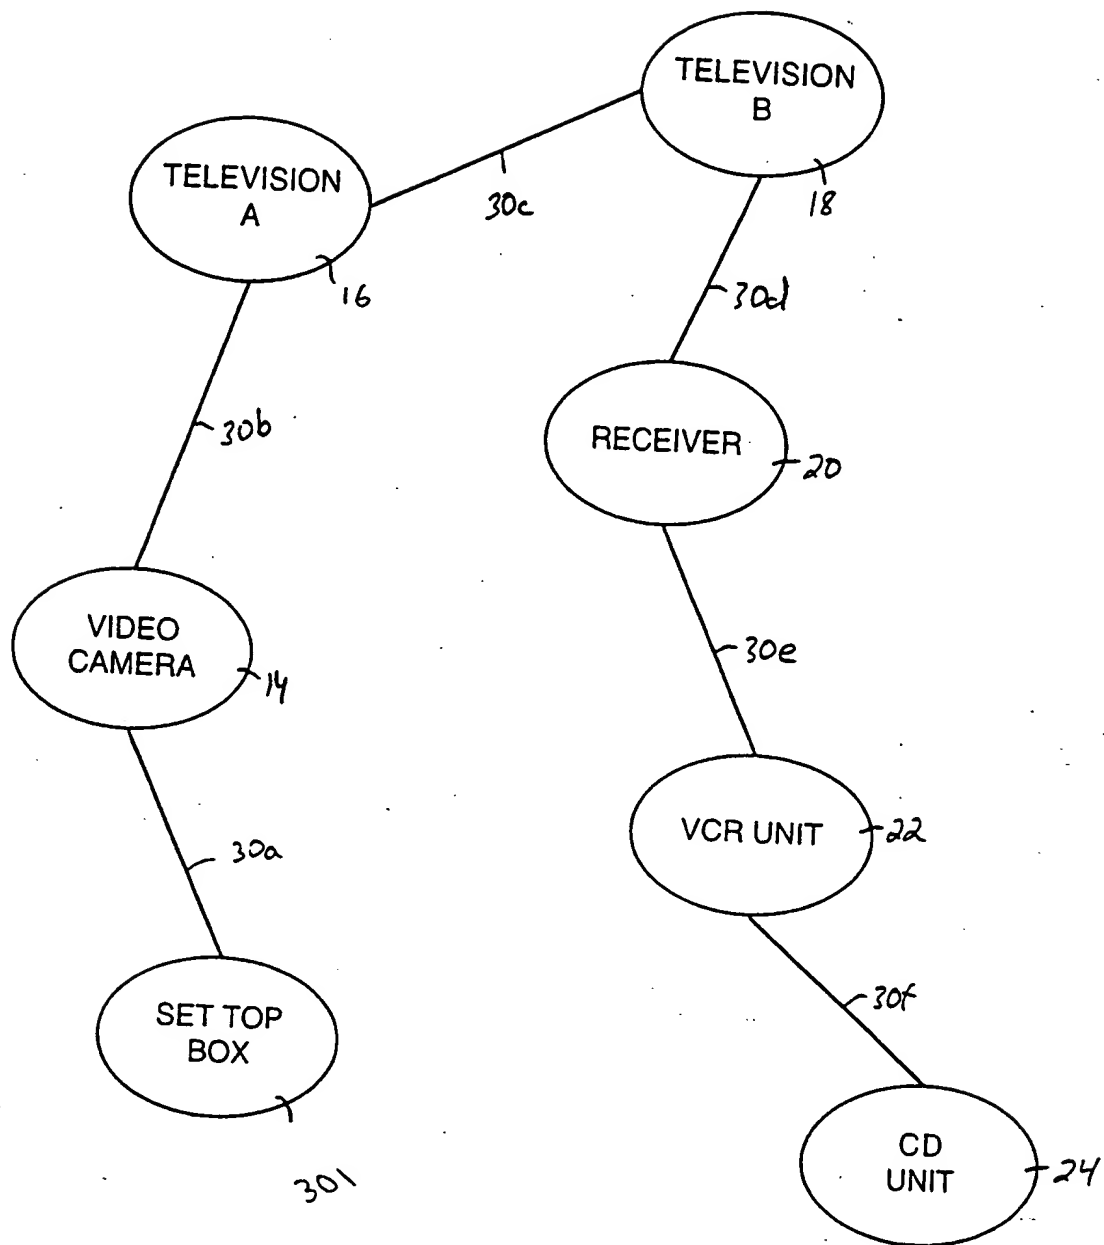 TELEVISION
B
18
TELEVISION
A
16
30c
30d
30b
RECEIVER
20
VIDEO
CAMERA
14
30e
VCR UNIT
22
30a
SET TOP
BOX
301
30f
CD
UNIT
24